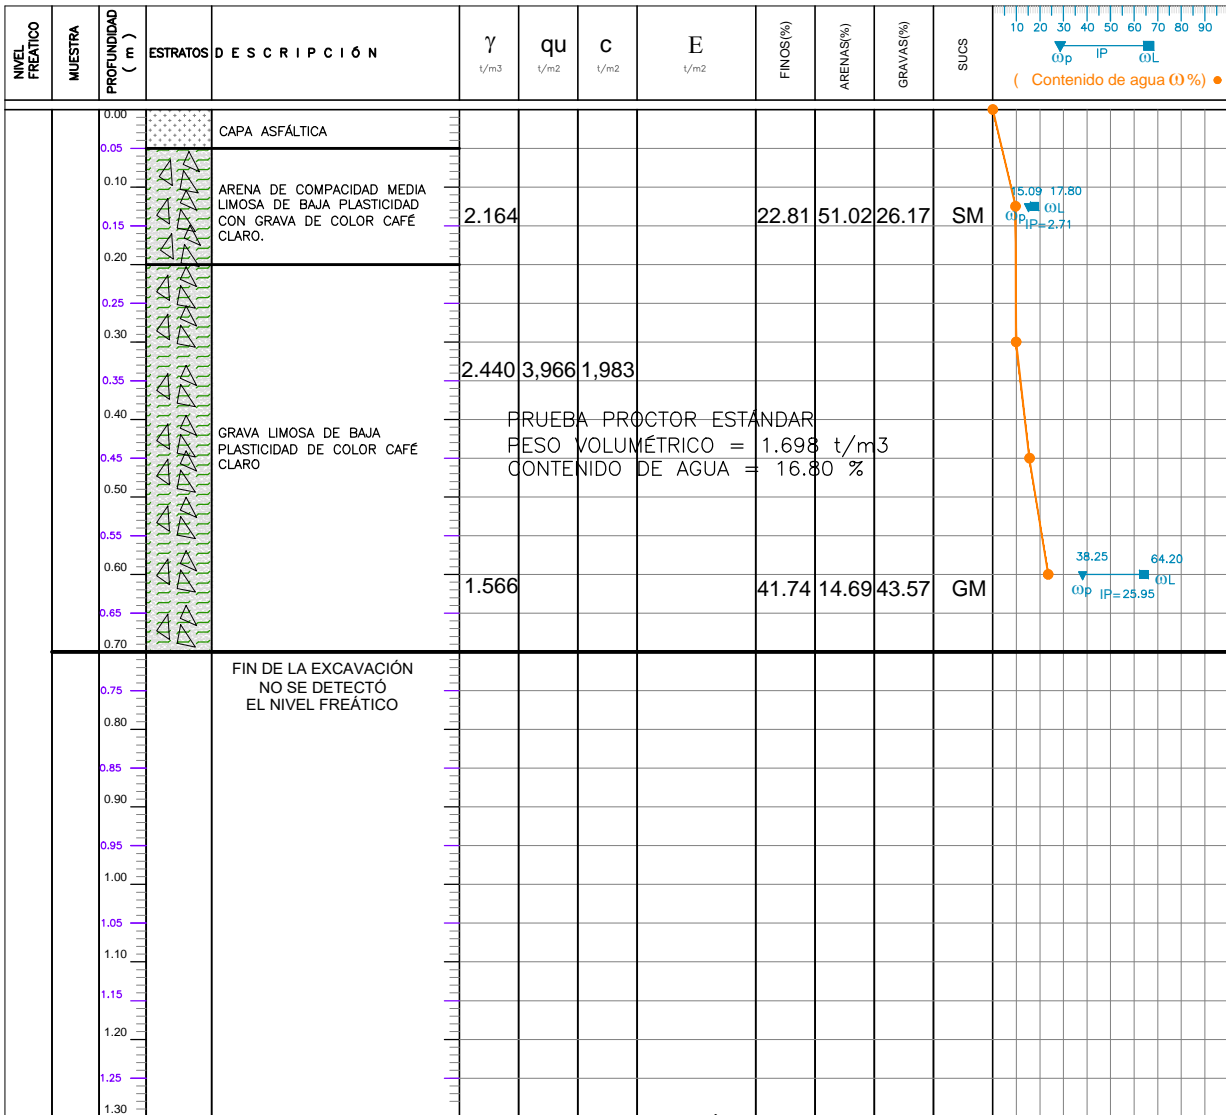 NIVEL
FREATICO
MUESTRA
PROFUNDIDAD
( m )
ESTRATOS
DESCRIPCIÓN
γ
t/m3
qu
t/m2
c
t/m2
E
t/m2
FINOS(%)
ARENAS(%)
GRAVAS(%)
SUCS
10 20 30 40 50 60 70 80 90
ωp IP ωL
( Contenido de agua ω %)
0.00
CAPA ASFÁLTICA
0.05
0.10
ARENA DE COMPACIDAD MEDIA
LIMOSA DE BAJA PLASTICIDAD
CON GRAVA DE COLOR CAFÉ
CLARO.
2.164 22.81 51.02 26.17 SM
15.09 17.80
ωp ωL
IP=2.71
0.15
0.20
0.25
0.30
0.35
2.440 3,966 1,983
0.40
PRUEBA PROCTOR ESTÁNDAR
PESO VOLUMÉTRICO = 1.698 t/m3
CONTENIDO DE AGUA = 16.80 %
GRAVA LIMOSA DE BAJA
PLASTICIDAD DE COLOR CAFÉ
CLARO
0.45
0.50
0.55
0.60
1.566 41.74 14.69 43.57 GM
38.25 64.20
ωp IP=25.95 ωL
0.65
0.70
FIN DE LA EXCAVACIÓN
NO SE DETECTÓ
EL NIVEL FREÁTICO
0.75
0.80
0.85
0.90
0.95
1.00
1.05
1.10
1.15
1.20
1.25
1.30